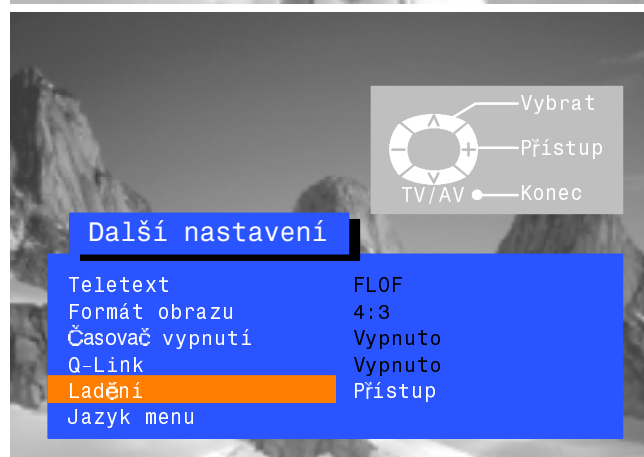 Vybrat
Přístup
TV/AV Konec
Další nastavení
Teletext FLOF
Formát obrazu 4:3
Časovač vypnutí Vypnuto
Q-Link Vypnuto
Ladění Přístup
Jazyk menu